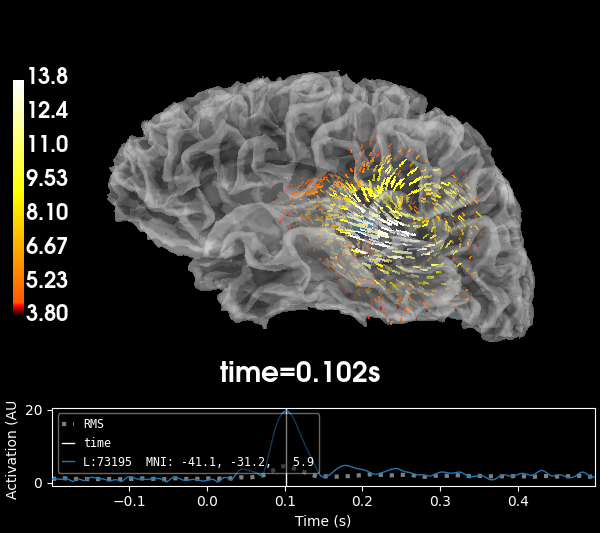 13.8
12.4
11.0
9.53
8.10
6.67
5.23
3.80
time=0.102s
Activation (AU
20
0
RMS
time
L:73195  MNI: -41.1, -31.2,   5.9
−0.1
0.0
0.1
0.2
0.3
0.4
Time (s)